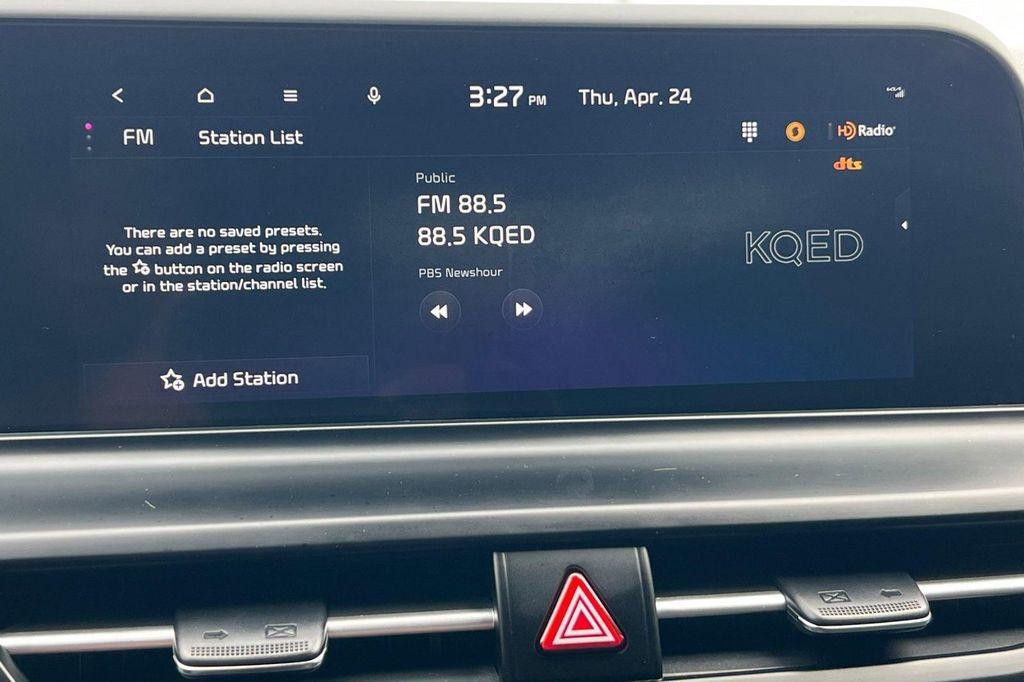 3:27 PM Thu, Apr. 24
FM Station List
HD Radio
dts
Public
FM 88.5
88.5 KQED
KQED
PBS Newshour
There are no saved presets.
You can add a preset by pressing
the button on the radio screen
or in the station/channel list.
Add Station